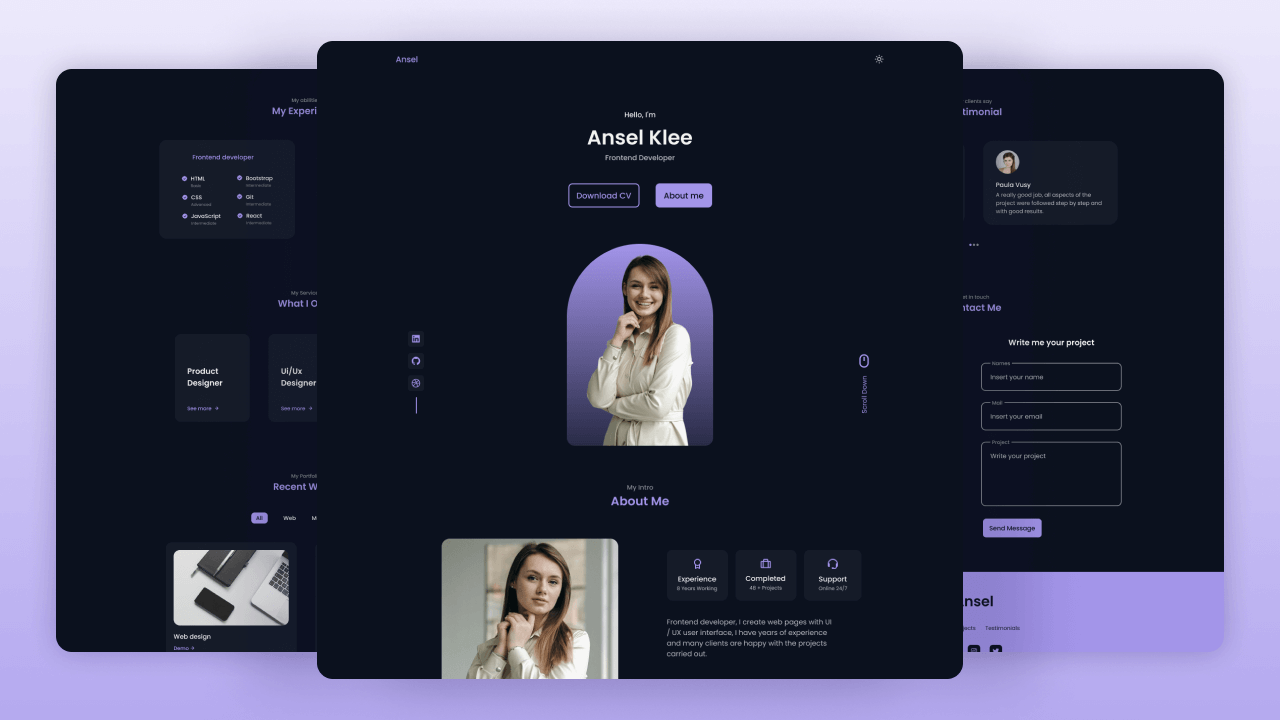 My Experi
Frontend developer
HTML
Basic
CSS
Advanced
JavaScript
Intermediate
Bootstrap
Intermediate
Git
Intermediate
React
Intermediate
My Servic
What I O
Product
Designer
See more
Ui/Ux
Designer
See more
My Portfol
Recent W
All
Web
M
Web design
Demo
Ansel
Hello, I'm
Ansel Klee
Frontend Developer
Download CV
About me
Scroll Down
My Intro
About Me
Experience
8 Years Working
Completed
48 + Projects
Support
Online 24/7
Frontend developer, I create web pages with UI
/ UX user interface, I have years of experience
and many clients are happy with the projects
carried out.
clients say
timonial
Paula Vusy
A really good job, all aspects of the
project were followed step by step and
with good results.
et in touch
ntact Me
Write me your project
Names
Insert your name
Mail
Insert your email
Project
Write your project
Send Message
nsel
jects
Testimonials